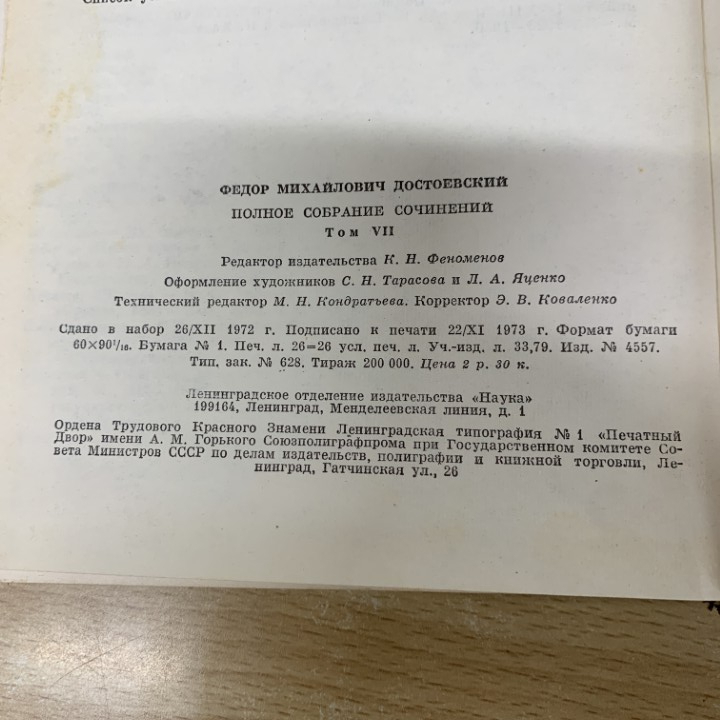 Список у
ФЕДОР МИХАЙЛОВИЧ ДОСТОЕВСКИЙ
ПОЛНОЕ СОБРАНИЕ СОЧИНЕНИЙ
Том VII
Редактор издательства К. Н. Феноменов
Оформление художников С. Н. Тарасова и Л. А. Яценко
Технический редактор М. Н. Кондратьева. Корректор Э. В. Коваленко
Сдано в набор 26/XII 1972 г. Подписано к печати 22/XI 1973 г. Формат бумаги
60×90¹/₁₆. Бумага № 1. Печ. л. 26=26 усл. печ. л. Уч.-изд. л. 33,79. Изд. № 4557.
Тип. зак. № 628. Тираж 200 000. Цена 2 р. 30 к.
Ленинградское отделение издательства «Наука»
199164, Ленинград, Менделеевская линия, д. 1
Ордена Трудового Красного Знамени Ленинградская типография № 1 «Печатный
Двор» имени А. М. Горького Союзполиграфпрома при Государственном комитете Со-
вета Министров СССР по делам издательств, полиграфии и книжной торговли, Ле-
нинград, Гатчинская ул., 26